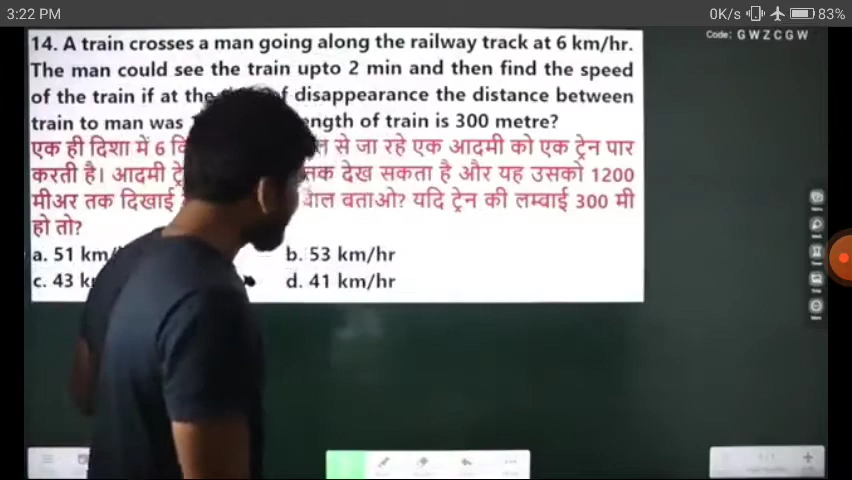 3:22 PM
0K/s 83%
Code: G W Z C G W
14. A train crosses a man going along the railway track at 6 km/hr.
The man could see the train upto 2 min and then find the speed
of the train if at the of disappearance the distance between
train to man was length of train is 300 metre?
एक ही दिशा में 6 से जा रहे एक आदमी को एक ट्रेन पार
करती है। आदमी तक देख सकता है और यह उसको 1200
मीअर तक दिखाई बताओ? यदि ट्रेन की लम्बाई 300 मी
हो तो?
a. 51 km/ b. 53 km/hr
c. 43 d. 41 km/hr